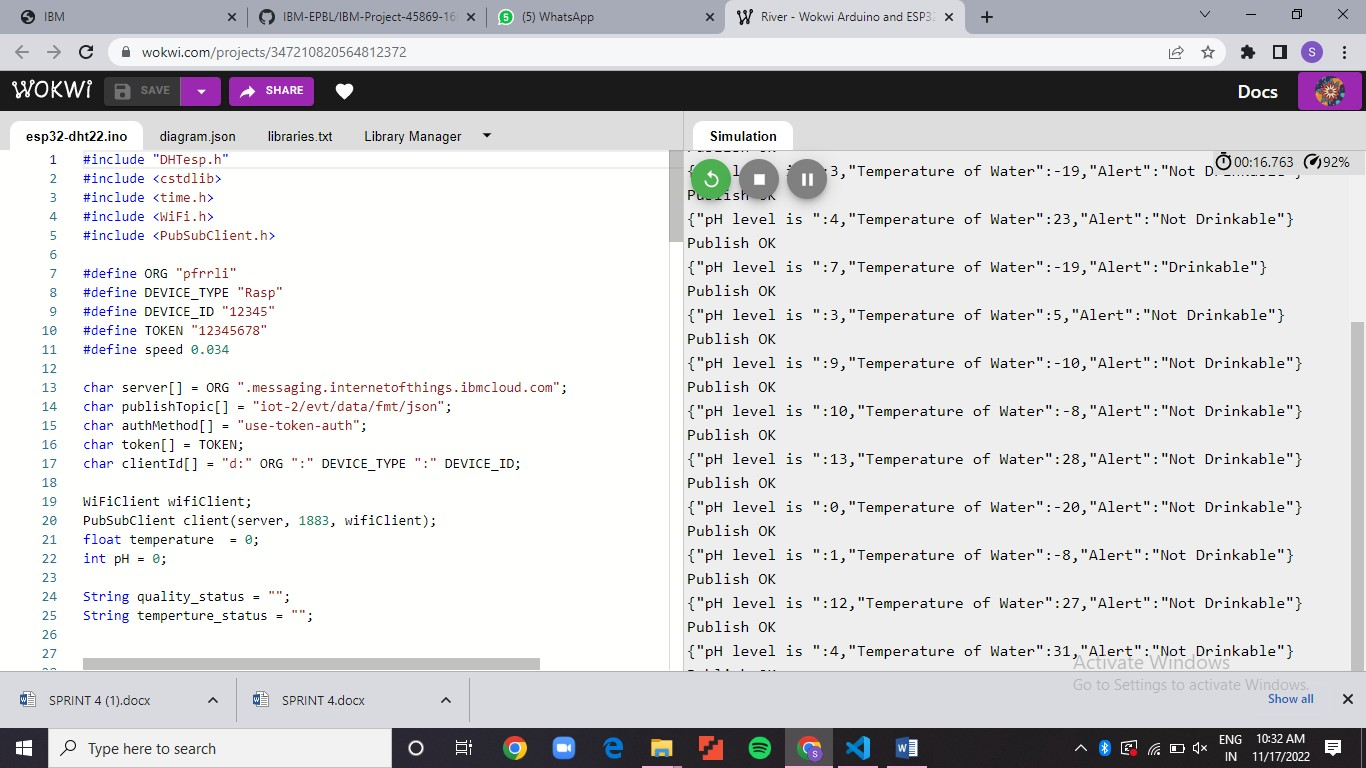 IBM
IBM-EPBL/IBM-Project-45869-16
(5) WhatsApp
River - Wokwi Arduino and ESP3
wokwi.com/projects/347210820564812372
S
WOKWI
SAVE
SHARE
Docs
esp32-dht22.ino
diagram.json
libraries.txt
Library Manager
Simulation
1 #include "DHTesp.h"
2 #include <cstdlib>
3 #include <time.h>
4 #include <WiFi.h>
5 #include <PubSubClient.h>
6
7 #define ORG "pfrrli"
8 #define DEVICE_TYPE "Rasp"
9 #define DEVICE_ID "12345"
10 #define TOKEN "12345678"
11 #define speed 0.034
12
13 char server[] = ORG ".messaging.internetofthings.ibmcloud.com";
14 char publishTopic[] = "iot-2/evt/data/fmt/json";
15 char authMethod[] = "use-token-auth";
16 char token[] = TOKEN;
17 char clientId[] = "d:" ORG ":" DEVICE_TYPE ":" DEVICE_ID;
18
19 WiFiClient wifiClient;
20 PubSubClient client(server, 1883, wifiClient);
21 float temperature  = 0;
22 int pH = 0;
23
24 String quality_status = "";
25 String temperture_status = "";
26
27
00:16.763
92%
:3,"Temperature of Water":-19,"Alert":"Not
Publish OK
{"pH level is ":4,"Temperature of Water":23,"Alert":"Not Drinkable"}
Publish OK
{"pH level is ":7,"Temperature of Water":-19,"Alert":"Drinkable"}
Publish OK
{"pH level is ":3,"Temperature of Water":5,"Alert":"Not Drinkable"}
Publish OK
{"pH level is ":9,"Temperature of Water":-10,"Alert":"Not Drinkable"}
Publish OK
{"pH level is ":10,"Temperature of Water":-8,"Alert":"Not Drinkable"}
Publish OK
{"pH level is ":13,"Temperature of Water":28,"Alert":"Not Drinkable"}
Publish OK
{"pH level is ":0,"Temperature of Water":-20,"Alert":"Not Drinkable"}
Publish OK
{"pH level is ":1,"Temperature of Water":-8,"Alert":"Not Drinkable"}
Publish OK
{"pH level is ":12,"Temperature of Water":27,"Alert":"Not Drinkable"}
Publish OK
{"pH level is ":4,"Temperature of Water":31,"Alert":"Not Drinkable"}
Activate Windows
Go to Settings to activate Windows.
SPRINT 4 (1).docx
SPRINT 4.docx
Show all
Type here to search
ENG
IN
10:32 AM
11/17/2022